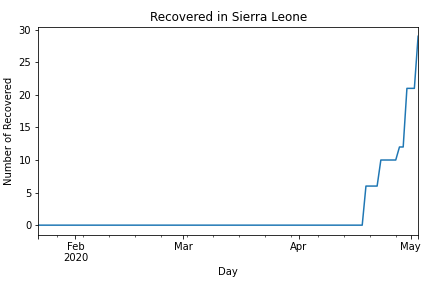 Recovered in Sierra Leone
30
25
20
15
10
5
0
Number of Recovered
Feb
2020
Mar
Apr
May
Day